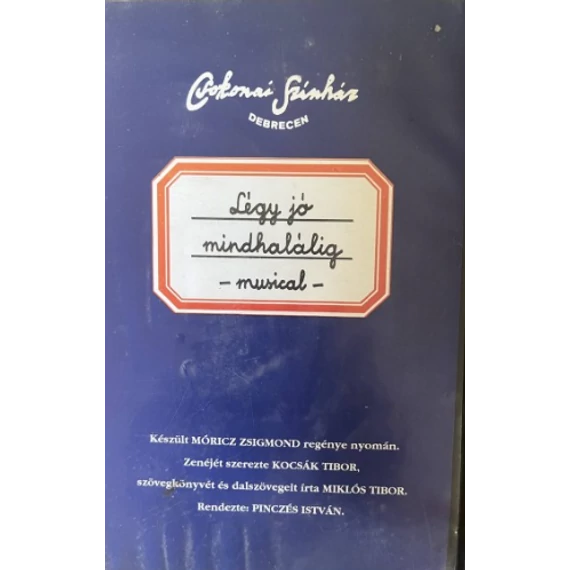 Csokonai Színház
DEBRECEN
Légy jó
mindhalálig
- musical -
Készült MÓRICZ ZSIGMOND regénye nyomán.
Zenéjét szerezte KOCSÁK TIBOR,
szövegkönyvét és dalszövegeit írta MIKLÓS TIBOR.
Rendezte: PINCZÉS ISTVÁN.